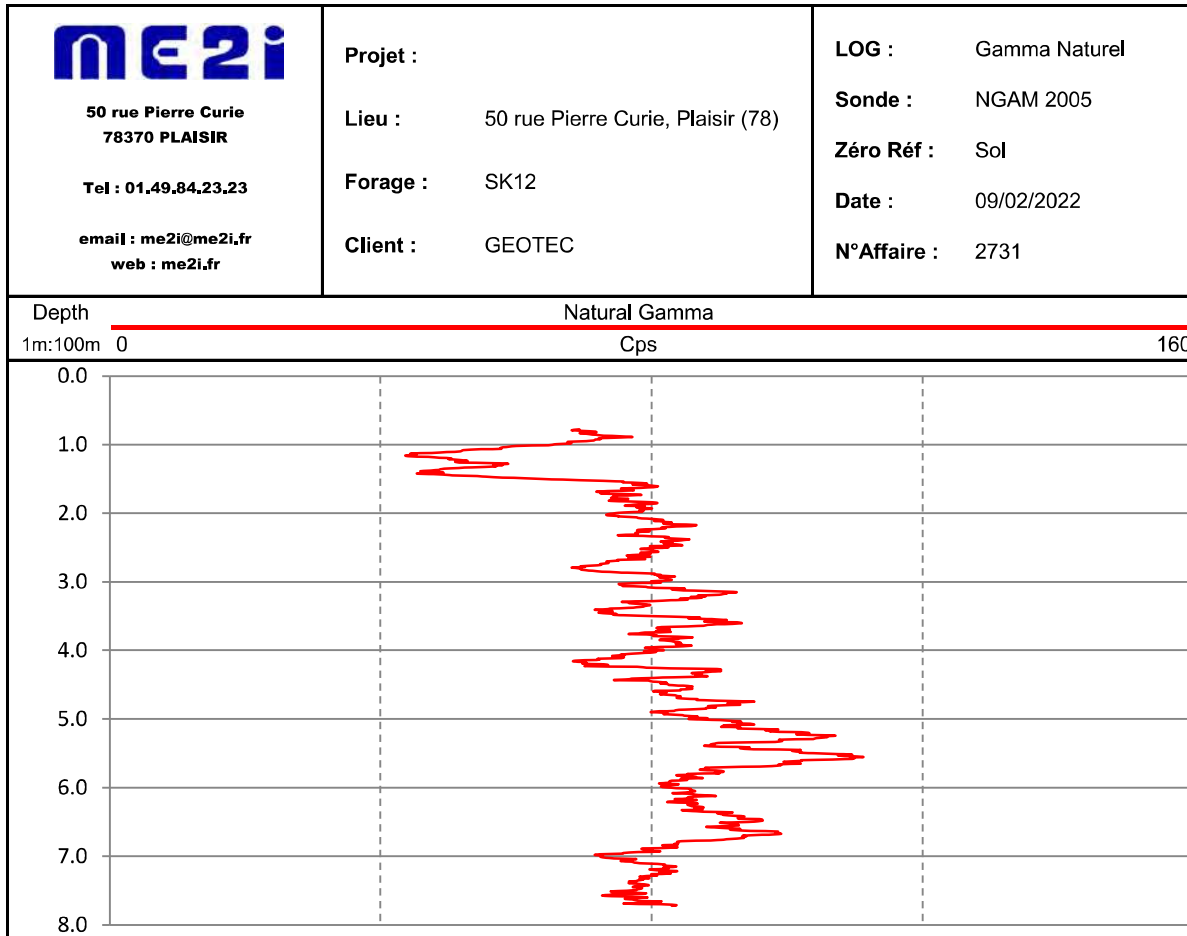 ME2i
50 rue Pierre Curie
78370 PLAISIR
Tel : 01.49.84.23.23
email : me2i@me2i.fr
web : me2i.fr
Projet :
Lieu : 50 rue Pierre Curie, Plaisir (78)
Forage : SK12
Client : GEOTEC
LOG : Gamma Naturel
Sonde : NGAM 2005
Zéro Réf : Sol
Date : 09/02/2022
N°Affaire : 2731
Depth Natural Gamma
1m:100m 0 Cps 160
0.0
1.0
2.0
3.0
4.0
5.0
6.0
7.0
8.0